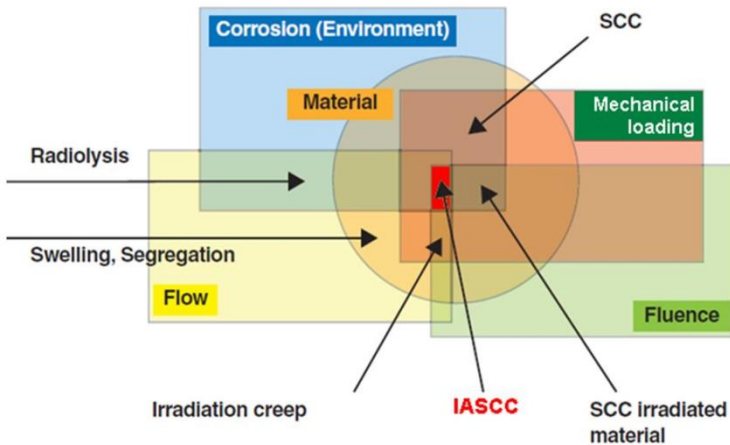 SCC
Corrosion (Environment)
Material
Mechanical
loading
Radiolysis
Swelling, Segregation
Flow
Fluence
Irradiation creep
IASCC
SCC irradiated
material